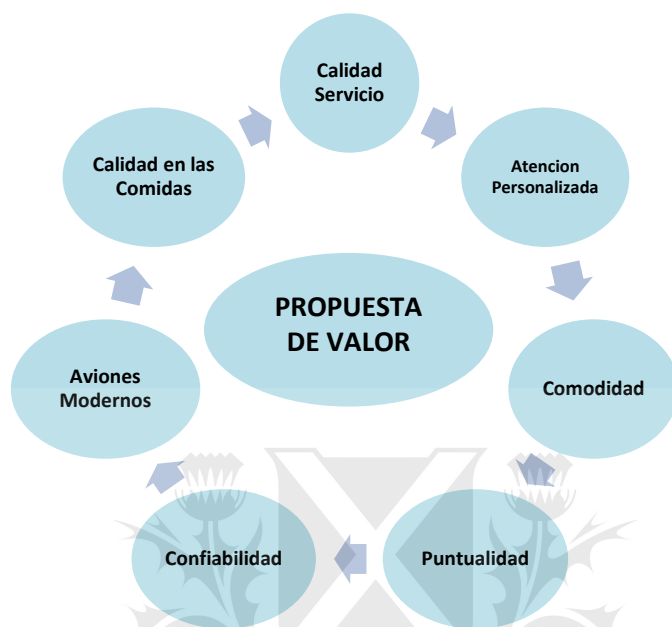 Calidad
Servicio
Atencion
Personalizada
Comodidad
Puntualidad
Confiabilidad
Aviones
Modernos
Calidad en las
Comidas
PROPUESTA
DE VALOR